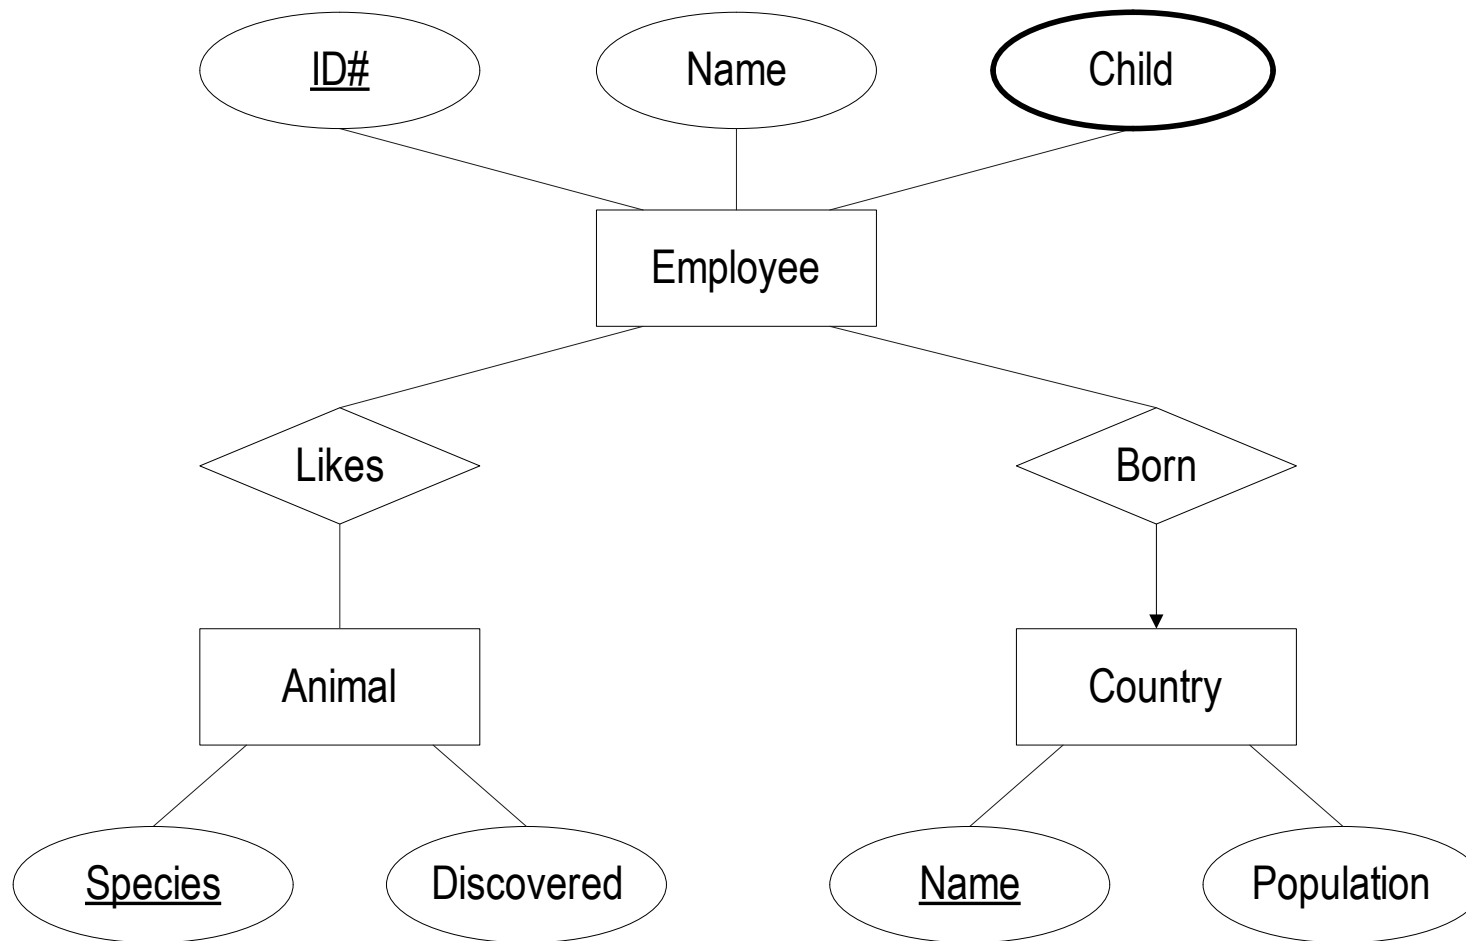 ID#
Name
Child
Employee
Likes
Born
Animal
Country
Species
Discovered
Name
Population